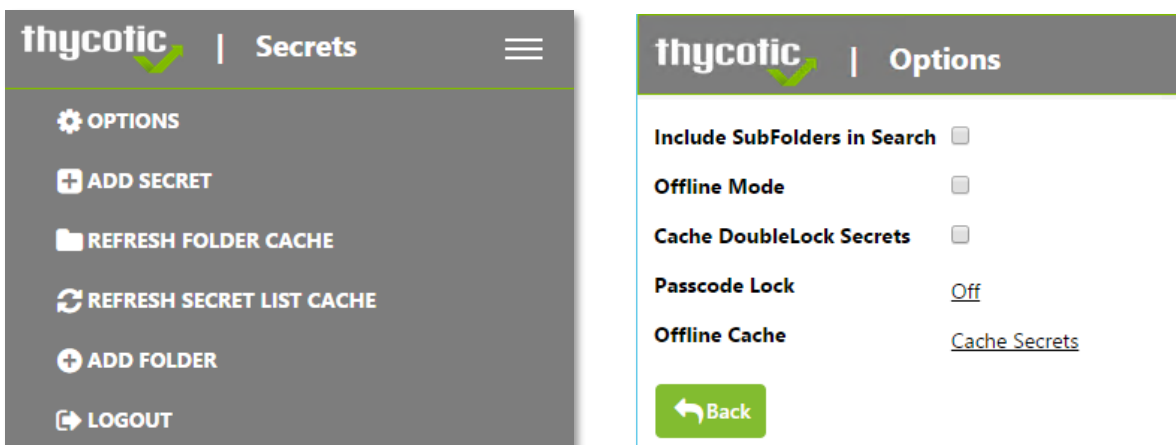 thycotic | Secrets
OPTIONS
ADD SECRET
REFRESH FOLDER CACHE
REFRESH SECRET LIST CACHE
ADD FOLDER
LOGOUT
thycotic | Options
Include SubFolders in Search
Offline Mode
Cache DoubleLock Secrets
Passcode Lock Off
Offline Cache Cache Secrets
Back